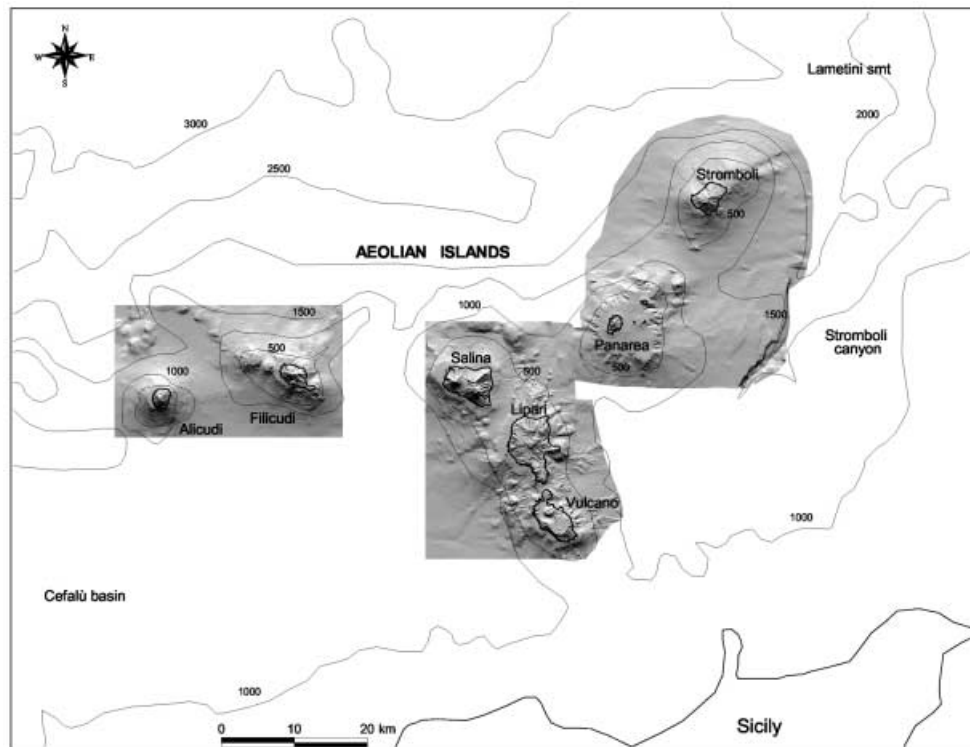 N
W E
S
Lametini smt
3000
2000
2500
Stromboli
500
AEOLIAN ISLANDS
1000
1500
1500
Stromboli
canyon
Panarea
500
500
Salina
500
1000
Lipari
Filicudi
Alicudi
Vulcano
1000
Cefalù basin
1000
0 10 20 km
Sicily